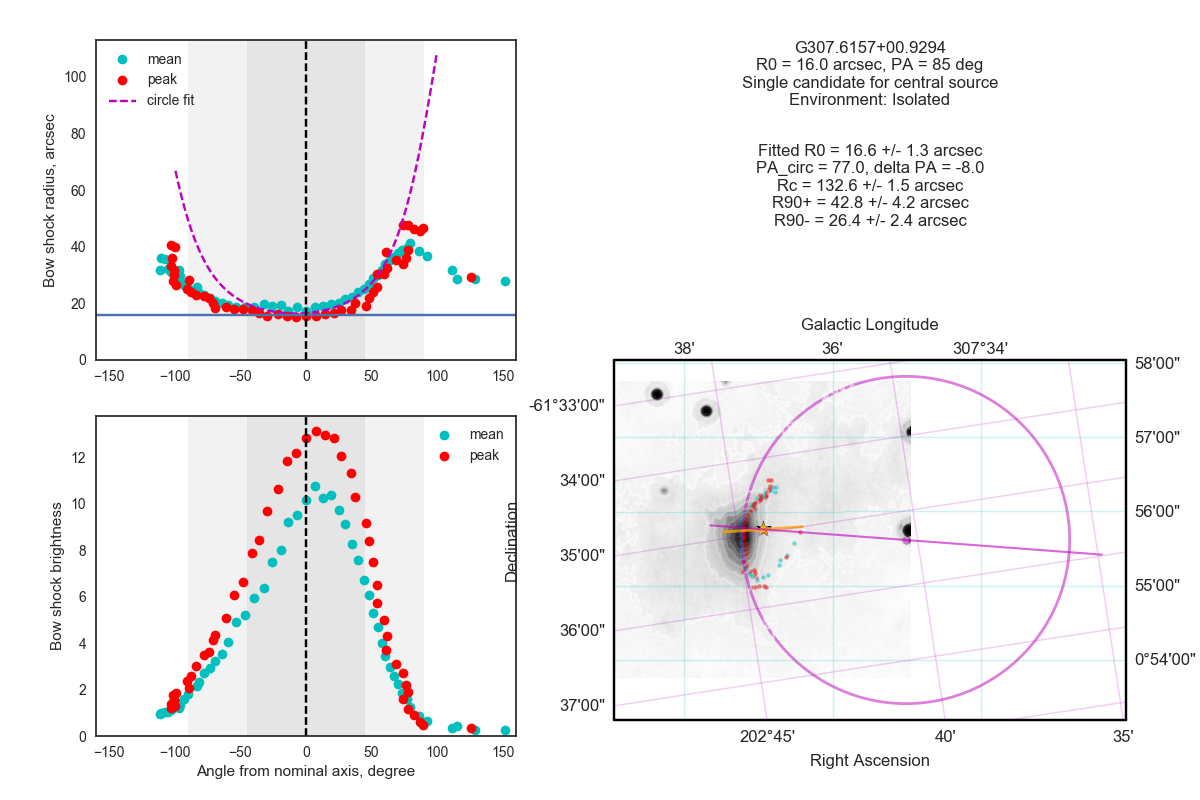 mean
peak
circle fit
Bow shock radius, arcsec
100
80
60
40
20
0
−150
−100
−50
0
50
100
150
G307.6157+00.9294
R0 = 16.0 arcsec, PA = 85 deg
Single candidate for central source
Environment: Isolated
Fitted R0 = 16.6 +/- 1.3 arcsec
PA_circ = 77.0, delta PA = -8.0
Rc = 132.6 +/- 1.5 arcsec
R90+ = 42.8 +/- 4.2 arcsec
R90- = 26.4 +/- 2.4 arcsec
mean
peak
Bow shock brightness
12
10
8
6
4
2
0
−150
−100
−50
0
50
100
150
Angle from nominal axis, degree
Galactic Longitude
38'
36'
307°34'
58'00"
57'00"
56'00"
55'00"
0°54'00"
-61°33'00"
34'00"
35'00"
36'00"
37'00"
Declination
202°45'
40'
35'
Right Ascension